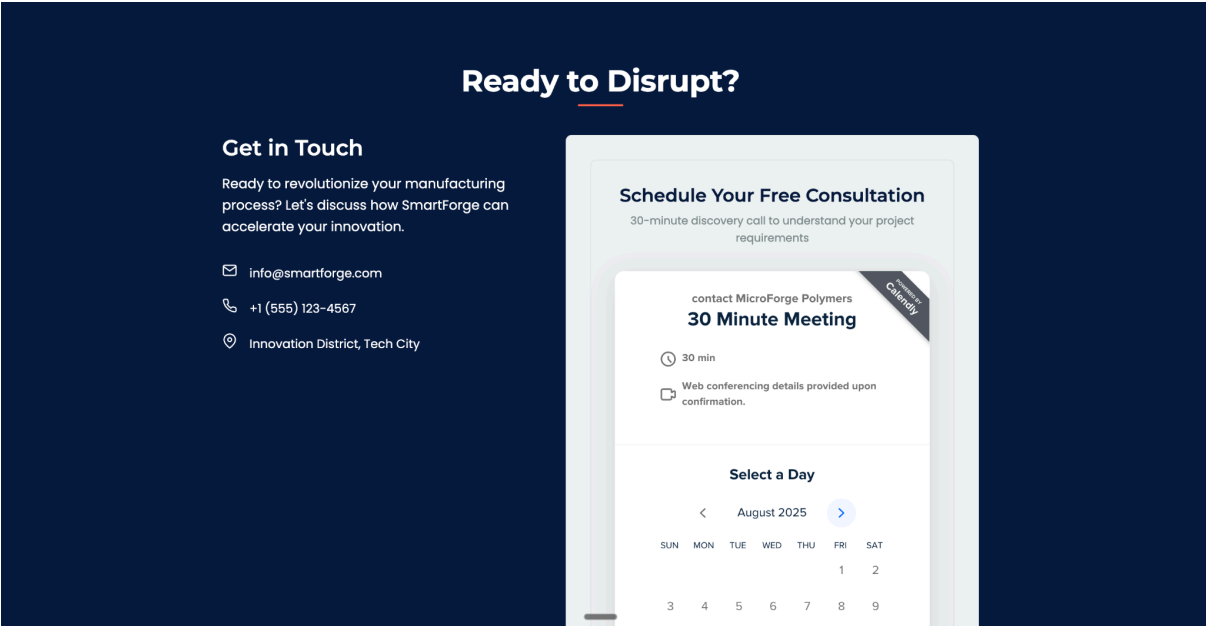 Ready to Disrupt?
Get in Touch
Ready to revolutionize your manufacturing
process? Let's discuss how SmartForge can
accelerate your innovation.
info@smartforge.com
+1 (555) 123-4567
Innovation District, Tech City
Schedule Your Free Consultation
30-minute discovery call to understand your project
requirements
POWERED BY
Calendly
contact MicroForge Polymers
30 Minute Meeting
30 min
Web conferencing details provided upon
confirmation.
Select a Day
August 2025
SUN MON TUE WED THU FRI SAT
1 2
3 4 5 6 7 8 9